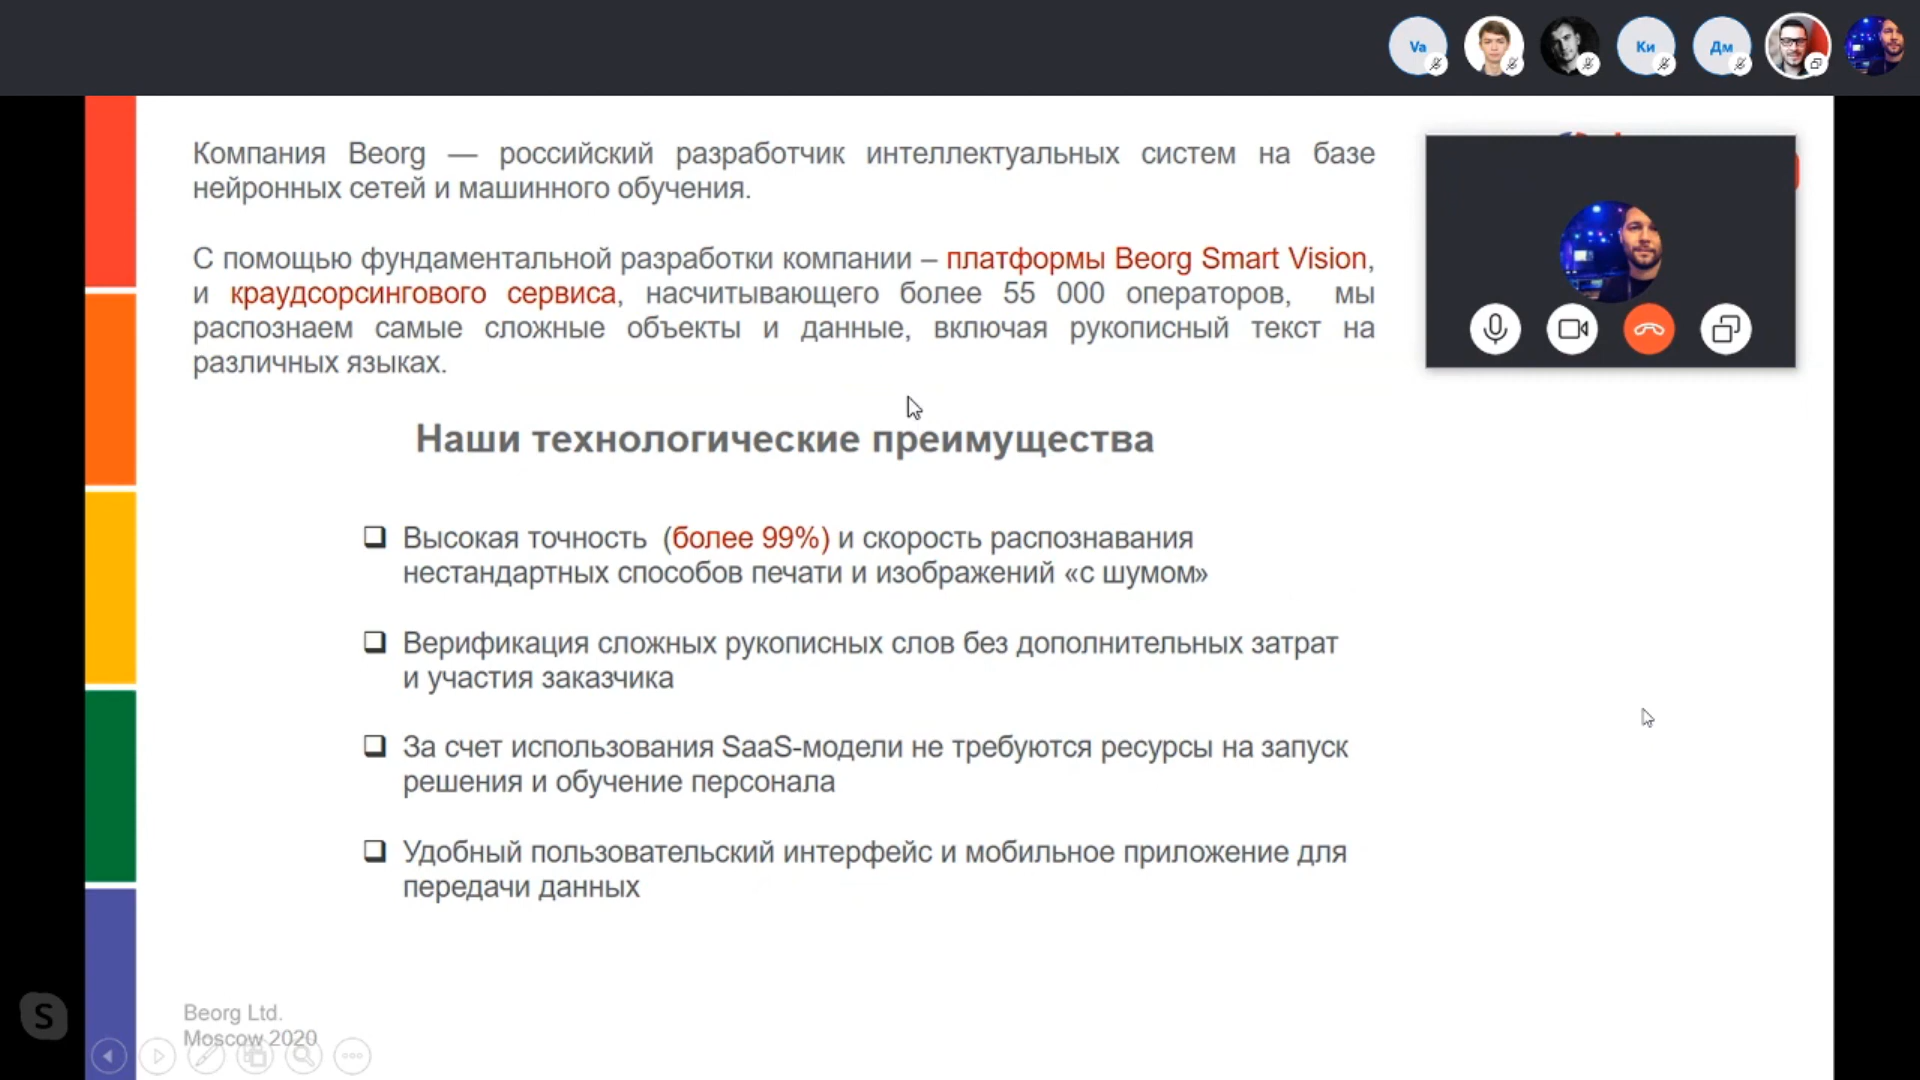 Va
Ки
Дм
Компания Beorg — российский разработчик интеллектуальных систем на базе
нейронных сетей и машинного обучения.
С помощью фундаментальной разработки компании – платформы Beorg Smart Vision,
и краудсорсингового сервиса, насчитывающего более 55 000 операторов, мы
распознаем самые сложные объекты и данные, включая рукописный текст на
различных языках.
Наши технологические преимущества
Высокая точность (более 99%) и скорость распознавания
нестандартных способов печати и изображений «с шумом»
Верификация сложных рукописных слов без дополнительных затрат
и участия заказчика
За счет использования SaaS-модели не требуются ресурсы на запуск
решения и обучение персонала
Удобный пользовательский интерфейс и мобильное приложение для
передачи данных
S
Beorg Ltd.
Moscow 2020